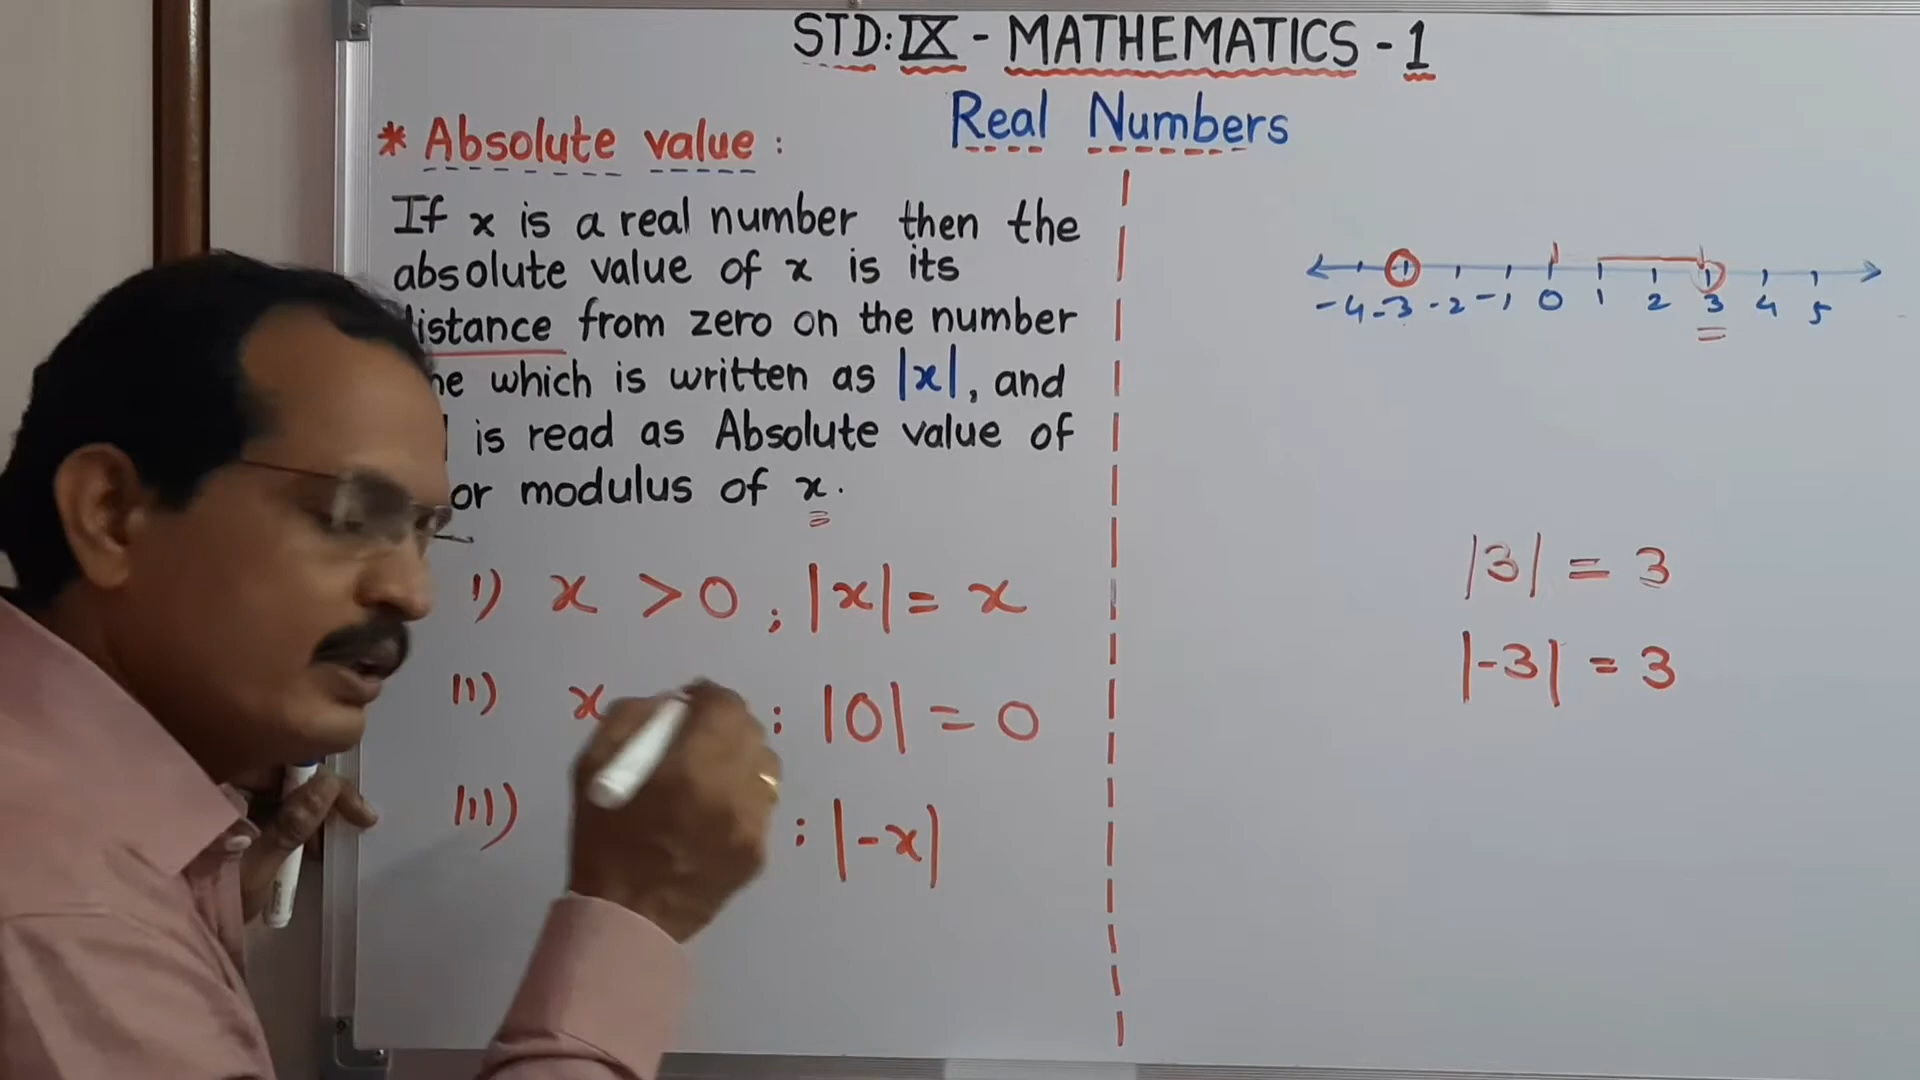 STD: IX - MATHEMATICS - 1
Real Numbers
* Absolute value :
If x is a real number then the
absolute value of x is its
istance from zero on the number
ne which is written as |x|, and
is read as Absolute value of
or modulus of x.
i) x > 0 ; |x| = x
ii) x : |0| = 0
iii) : |-x|
-4 -3 -2 -1 0 1 2 3 4 5
|3| = 3
|-3| = 3